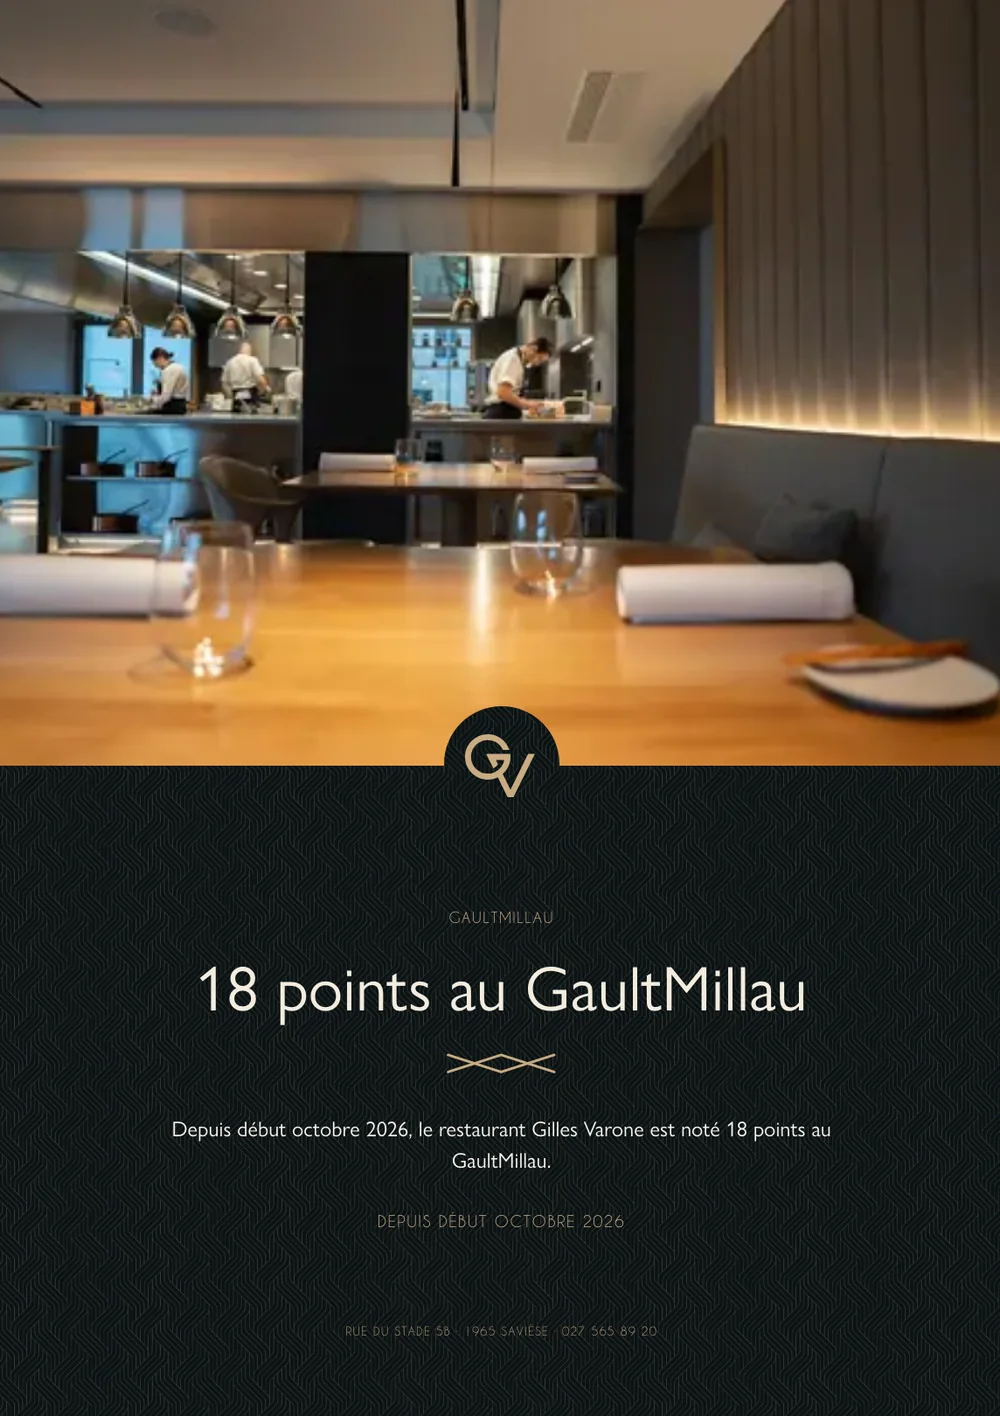 GV
GAULTMILLAU
18 points au GaultMillau
Depuis début octobre 2026, le restaurant Gilles Varone est noté 18 points au
GaultMillau.
DEPUIS DÉBUT OCTOBRE 2026
RUE DU STADE 5B · 1965 SAVIÈSE · 027 565 89 20